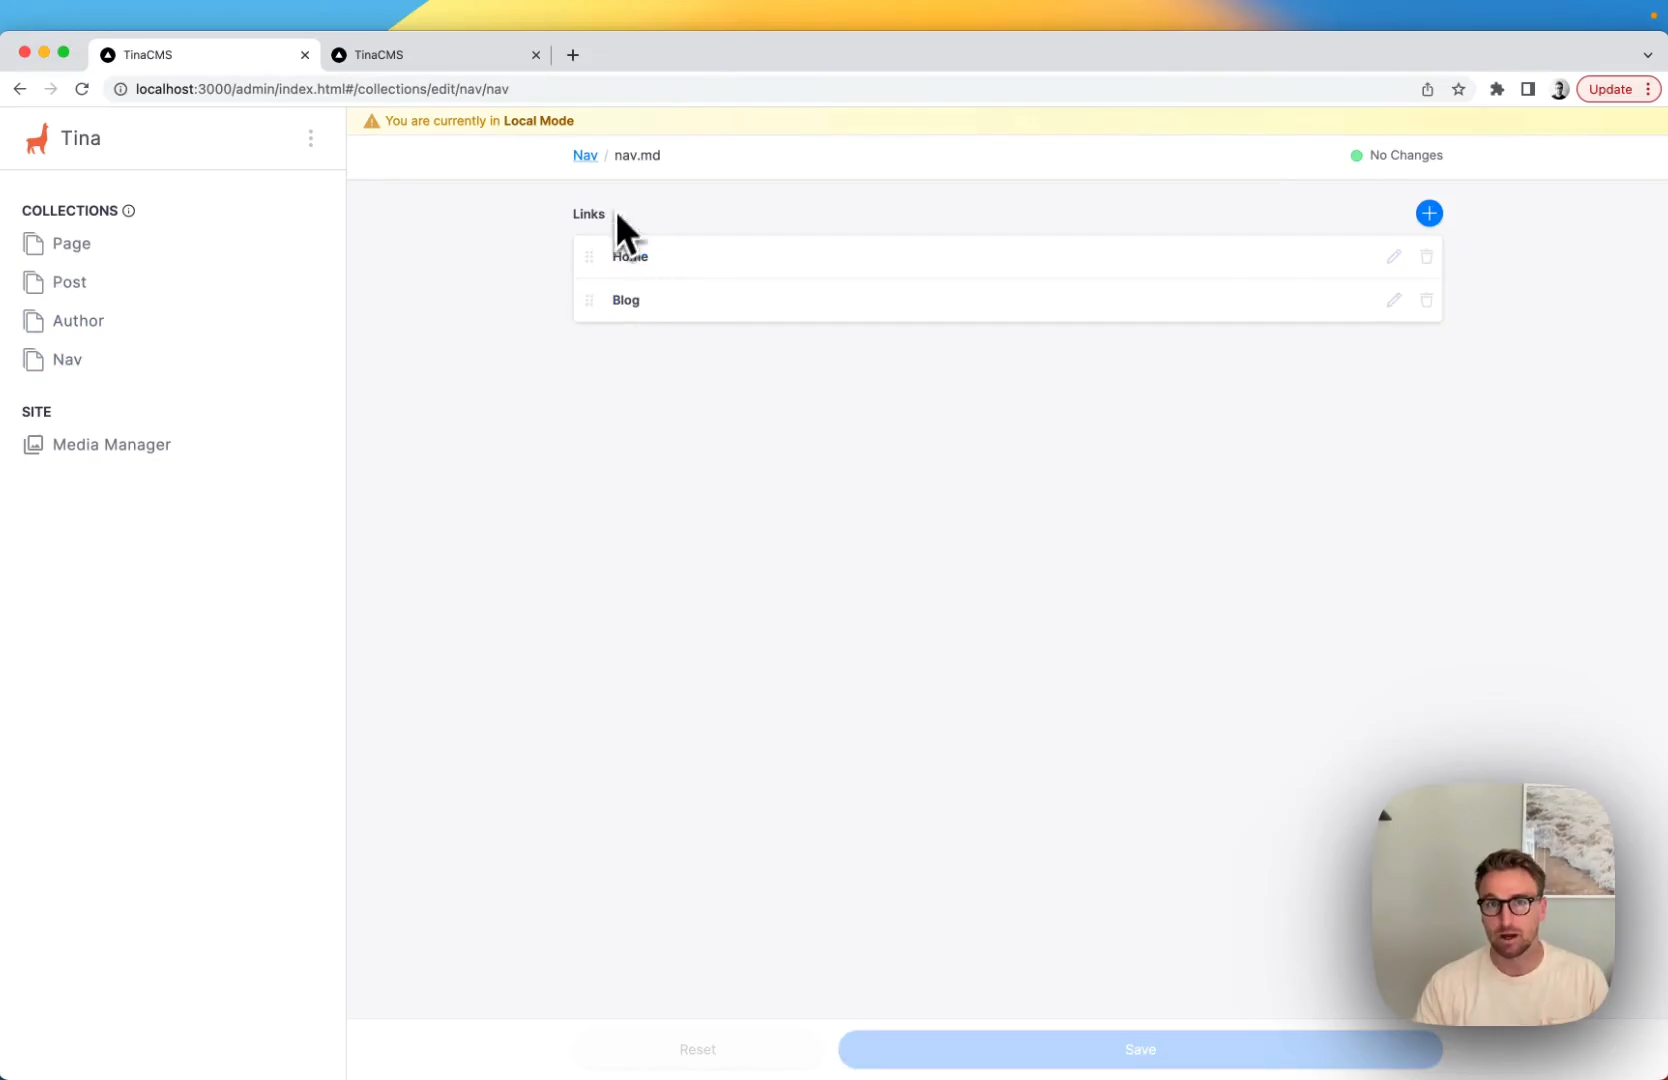 TinaCMS
TinaCMS
localhost:3000/admin/index.html#/collections/edit/nav/nav
Update
Tina
You are currently in Local Mode
Nav / nav.md
No Changes
COLLECTIONS
Page
Post
Author
Nav
SITE
Media Manager
Links
Home
Blog
Reset
Save